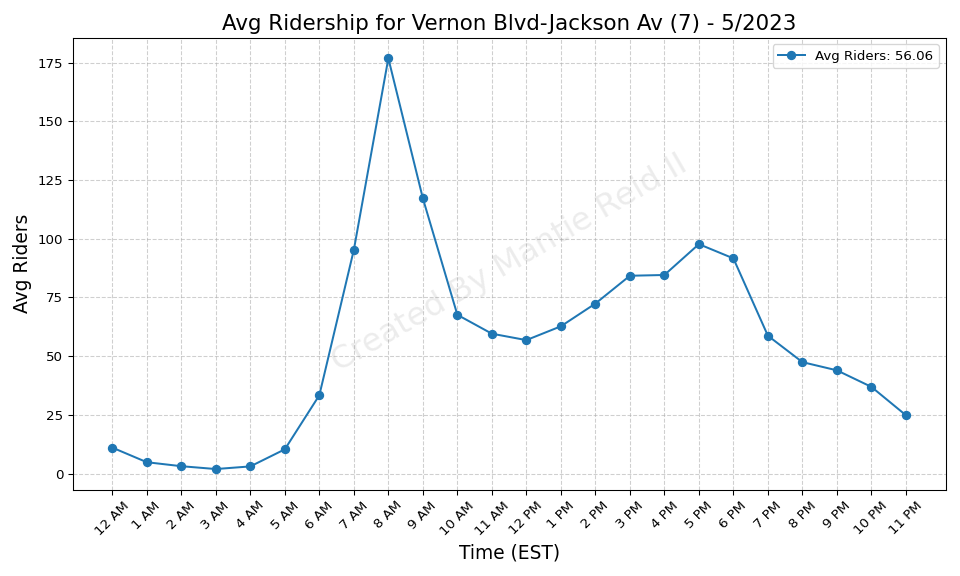 Avg Ridership for Vernon Blvd-Jackson Av (7) - 5/2023
Avg Riders: 56.06
Avg Riders
175
150
125
100
75
50
25
0
Created By Mantie Reid II
12 AM
1 AM
2 AM
3 AM
4 AM
5 AM
6 AM
7 AM
8 AM
9 AM
10 AM
11 AM
12 PM
1 PM
2 PM
3 PM
4 PM
5 PM
6 PM
7 PM
8 PM
9 PM
10 PM
11 PM
Time (EST)